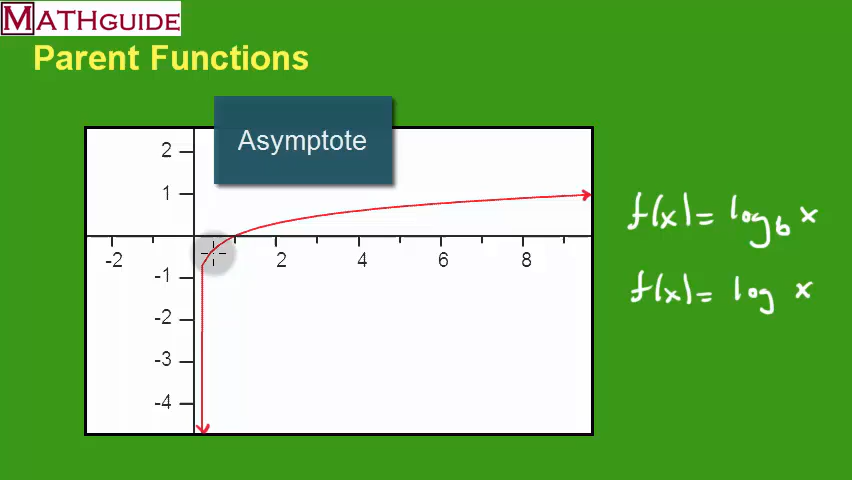 MATHGUIDE
Parent Functions
Asymptote
2
1
-2 2 4 6 8
-1
-2
-3
-4
f(x) = log_b x
f(x) = log x